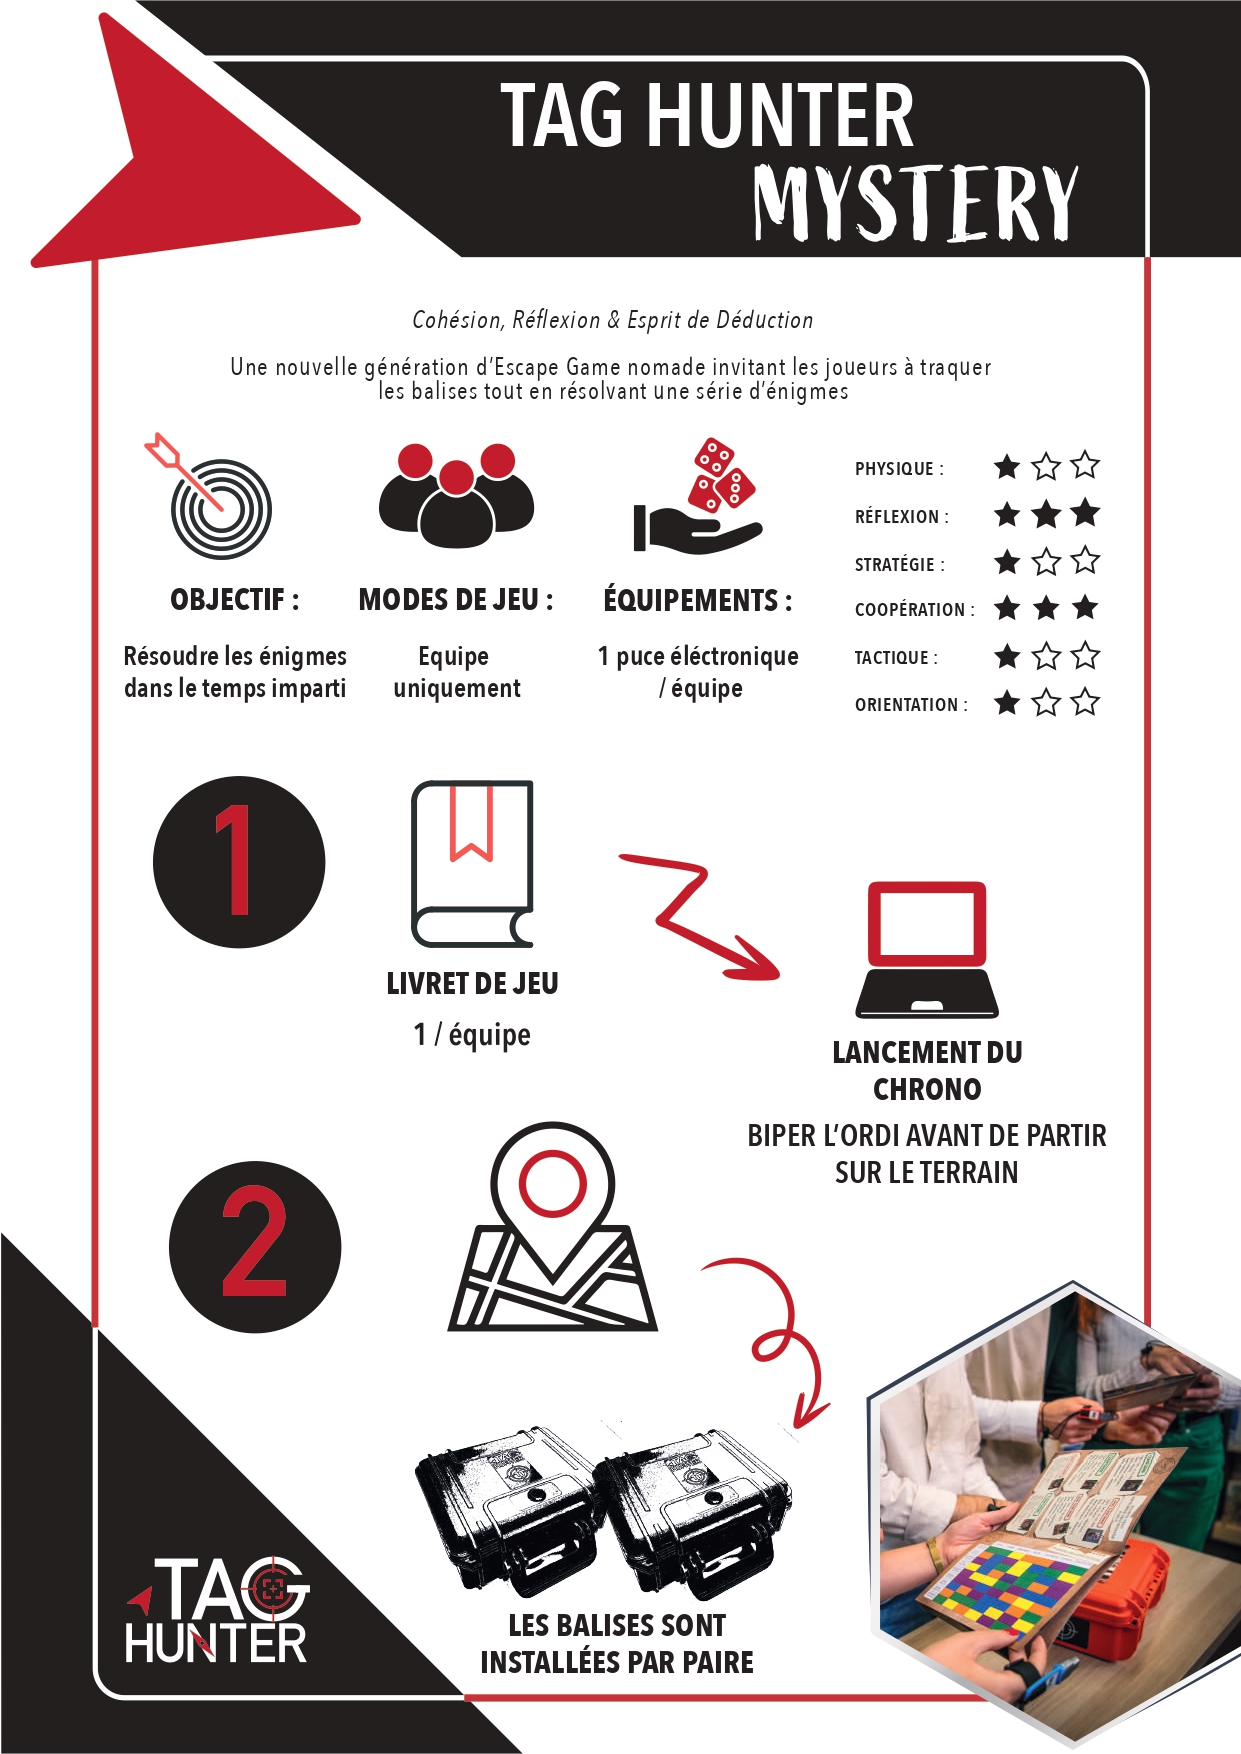 TAG HUNTER
MYSTERY
Cohésion, Réflexion & Esprit de Déduction
Une nouvelle génération d'Escape Game nomade invitant les joueurs à traquer
les balises tout en résolvant une série d'énigmes
OBJECTIF :
Résoudre les énigmes
dans le temps imparti
MODES DE JEU :
Equipe
uniquement
ÉQUIPEMENTS :
1 puce éléctronique
/ équipe
PHYSIQUE :
RÉFLEXION :
STRATÉGIE :
COOPÉRATION :
TACTIQUE :
ORIENTATION :
1
LIVRET DE JEU
1 / équipe
LANCEMENT DU
CHRONO
BIPER L'ORDI AVANT DE PARTIR
SUR LE TERRAIN
2
LES BALISES SONT
INSTALLÉES PAR PAIRE
TAG
HUNTER